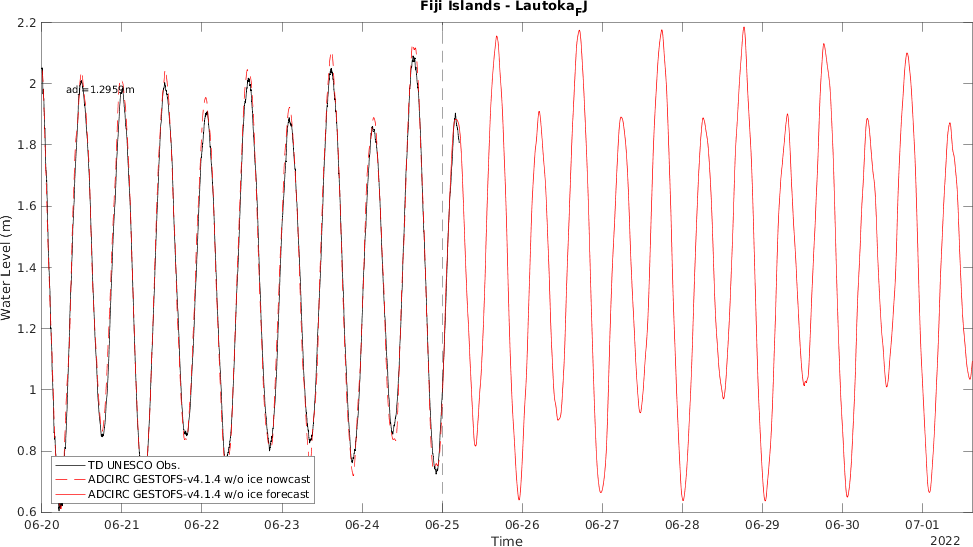 Fiji Islands - Lautoka_FJ
2.2
2
1.8
1.6
1.4
1.2
1
0.8
0.6
Water Level (m)
adj=1.2959m
TD UNESCO Obs.
ADCIRC GESTOFS-v4.1.4 w/o ice nowcast
ADCIRC GESTOFS-v4.1.4 w/o ice forecast
06-20 06-21 06-22 06-23 06-24 06-25 06-26 06-27 06-28 06-29 06-30 07-01
Time
2022